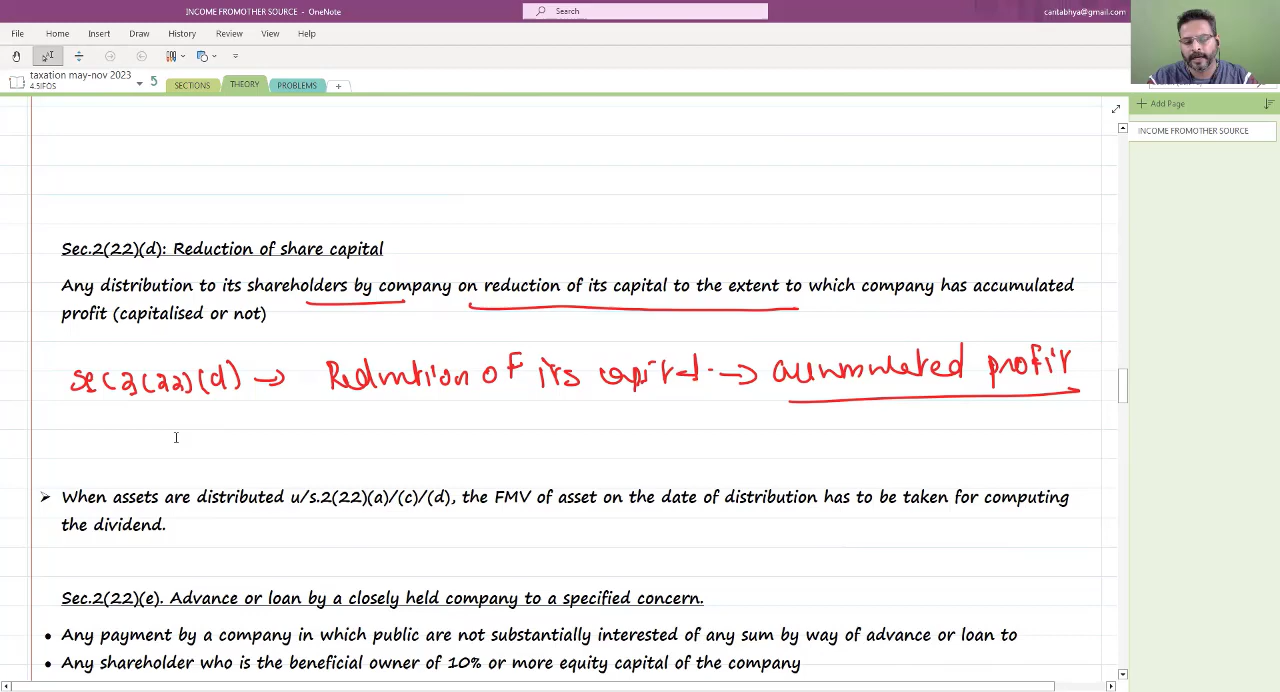 INCOME FROMOTHER SOURCE - OneNote
Search
cantabhya@gmail.com
File Home Insert Draw History Review View Help
taxation may-nov 2023
4.5IFOS
SECTIONS THEORY PROBLEMS +
Add Page
INCOME FROMOTHER SOURCE
Sec.2(22)(d): Reduction of share capital
Any distribution to its shareholders by company on reduction of its capital to the extent to which company has accumulated
profit (capitalised or not)
sec 2(22)(d) → Reduction of its capital → accumulated profit
➢ When assets are distributed u/s.2(22)(a)/(c)/(d), the FMV of asset on the date of distribution has to be taken for computing
the dividend.
Sec.2(22)(e). Advance or loan by a closely held company to a specified concern.
• Any payment by a company in which public are not substantially interested of any sum by way of advance or loan to
• Any shareholder who is the beneficial owner of 10% or more equity capital of the company